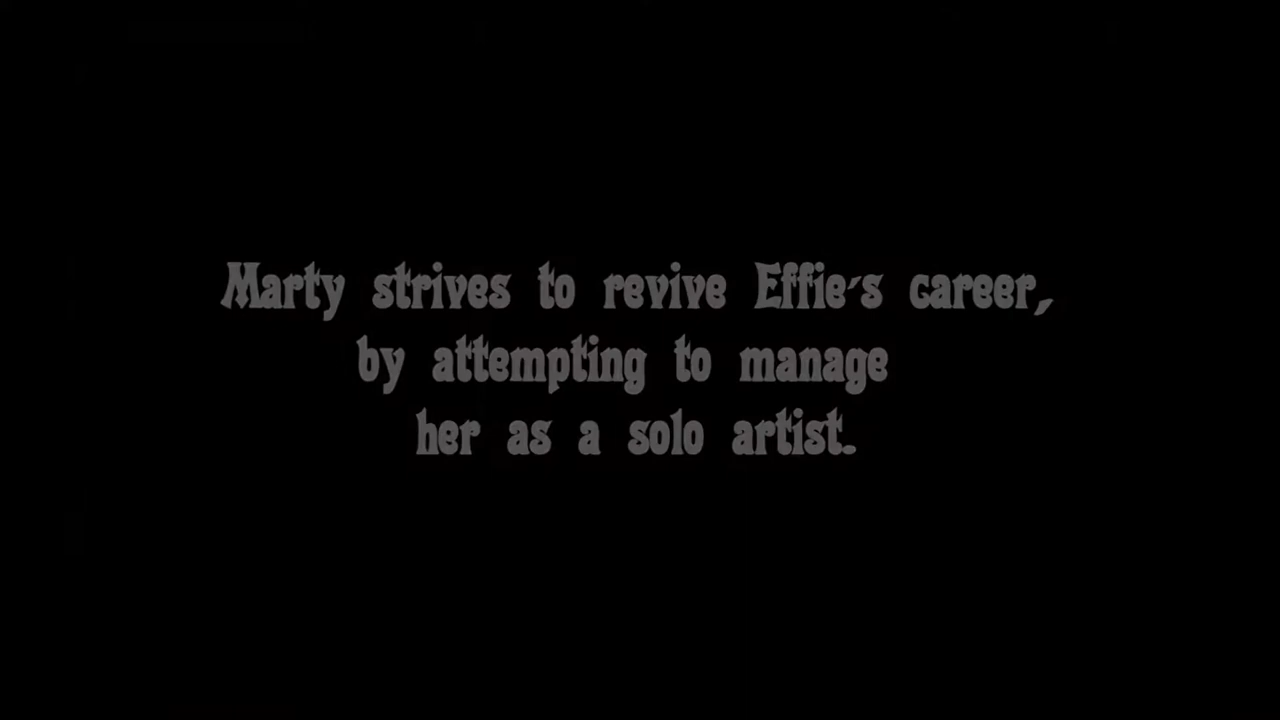 Marty strives to revive Effie's career,
by attempting to manage
her as a solo artist.